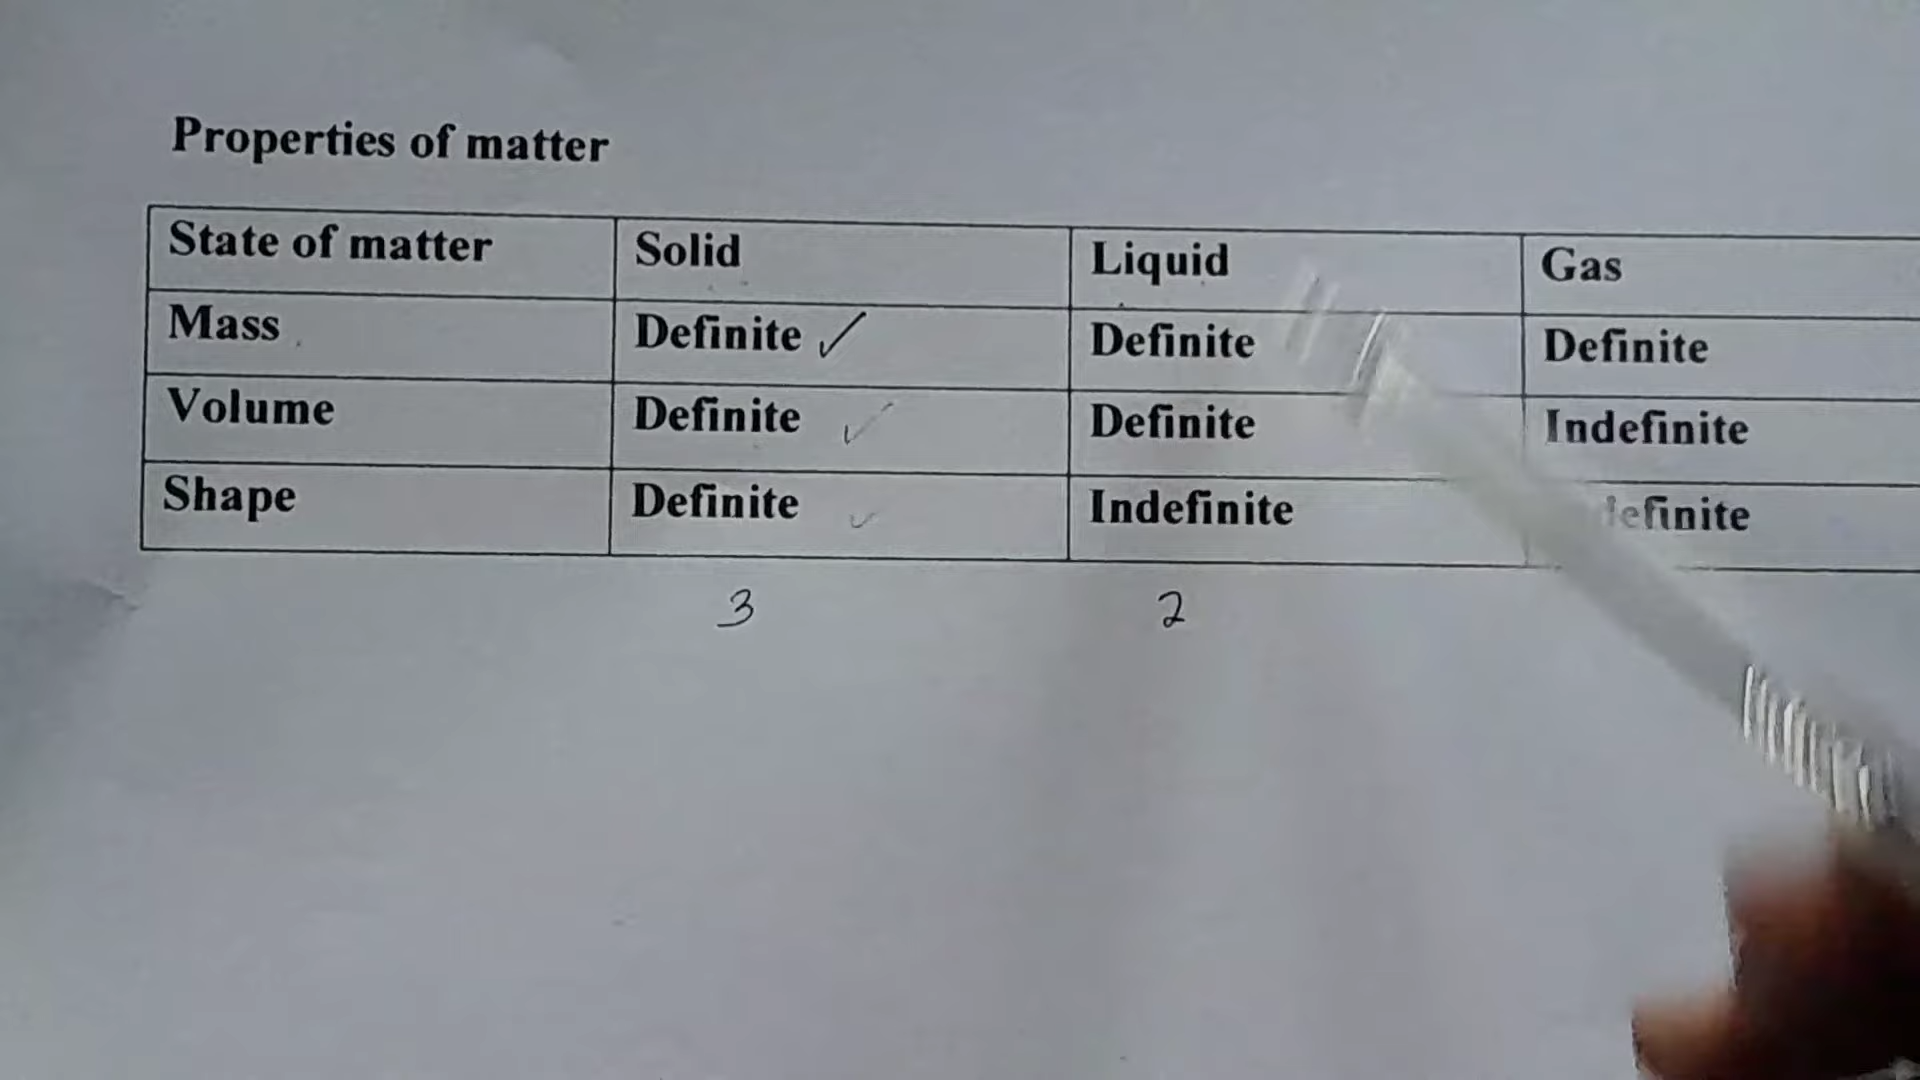 Properties of matter
State of matter Solid Liquid Gas
Mass Definite ✓ Definite Definite
Volume Definite ✓ Definite Indefinite
Shape Definite ✓ Indefinite
3 2